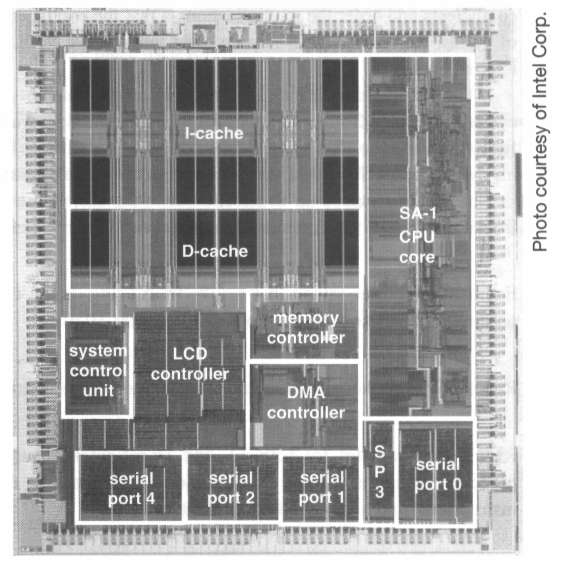 I-cache
D-cache
SA-1
CPU
core
memory
controller
system
control
unit
LCD
controller
DMA
controller
serial
port 4
serial
port 2
serial
port 1
S
P
3
serial
port 0
Photo courtesy of Intel Corp.